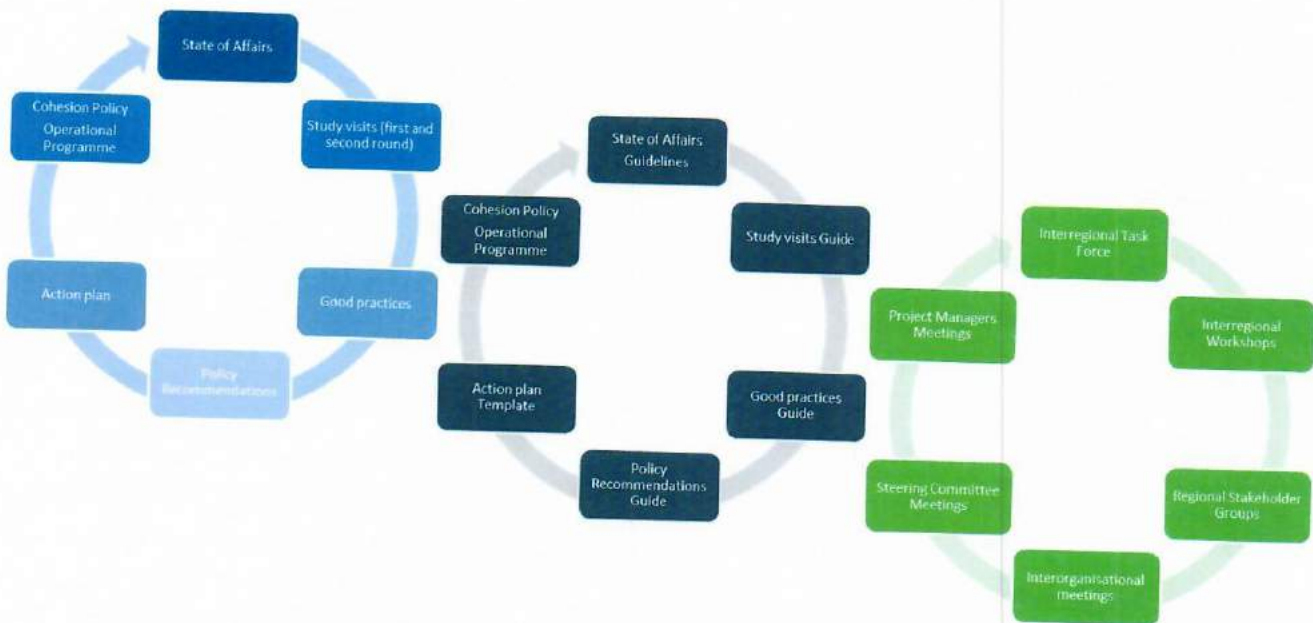 State of Affairs
Cohesion Policy
Operational
Programme
Study visits (first and
second round)
Action plan
Good practices
Policy
Recommendations
State of Affairs
Guidelines
Cohesion Policy
Operational
Programme
Study visits Guide
Action plan
Template
Good practices
Guide
Policy
Recommendations
Guide
Interregional Task
Force
Project Managers
Meetings
Interregional
Workshops
Steering Committee
Meetings
Regional Stakeholder
Groups
Interorganisational
meetings